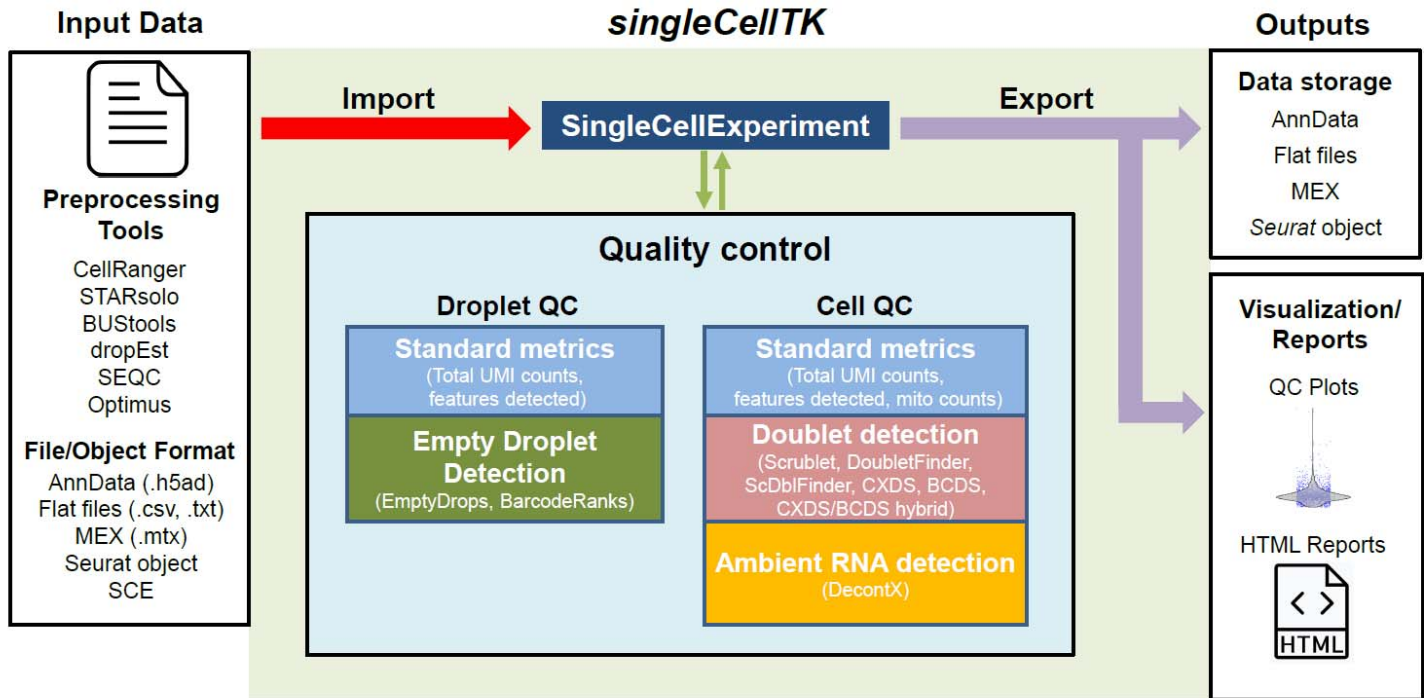 Input Data
singleCellTK
Outputs
Preprocessing
Tools
CellRanger
STARsolo
BUStools
dropEst
SEQC
Optimus
File/Object Format
AnnData (.h5ad)
Flat files (.csv, .txt)
MEX (.mtx)
Seurat object
SCE
Import
SingleCellExperiment
Export
Quality control
Droplet QC
Standard metrics
(Total UMI counts,
features detected)
Empty Droplet
Detection
(EmptyDrops, BarcodeRanks)
Cell QC
Standard metrics
(Total UMI counts,
features detected, mito counts)
Doublet detection
(Scrublet, DoubletFinder,
ScDblFinder, CXDS, BCDS,
CXDS/BCDS hybrid)
Ambient RNA detection
(DecontX)
Data storage
AnnData
Flat files
MEX
Seurat object
Visualization/
Reports
QC Plots
HTML Reports
< >
HTML